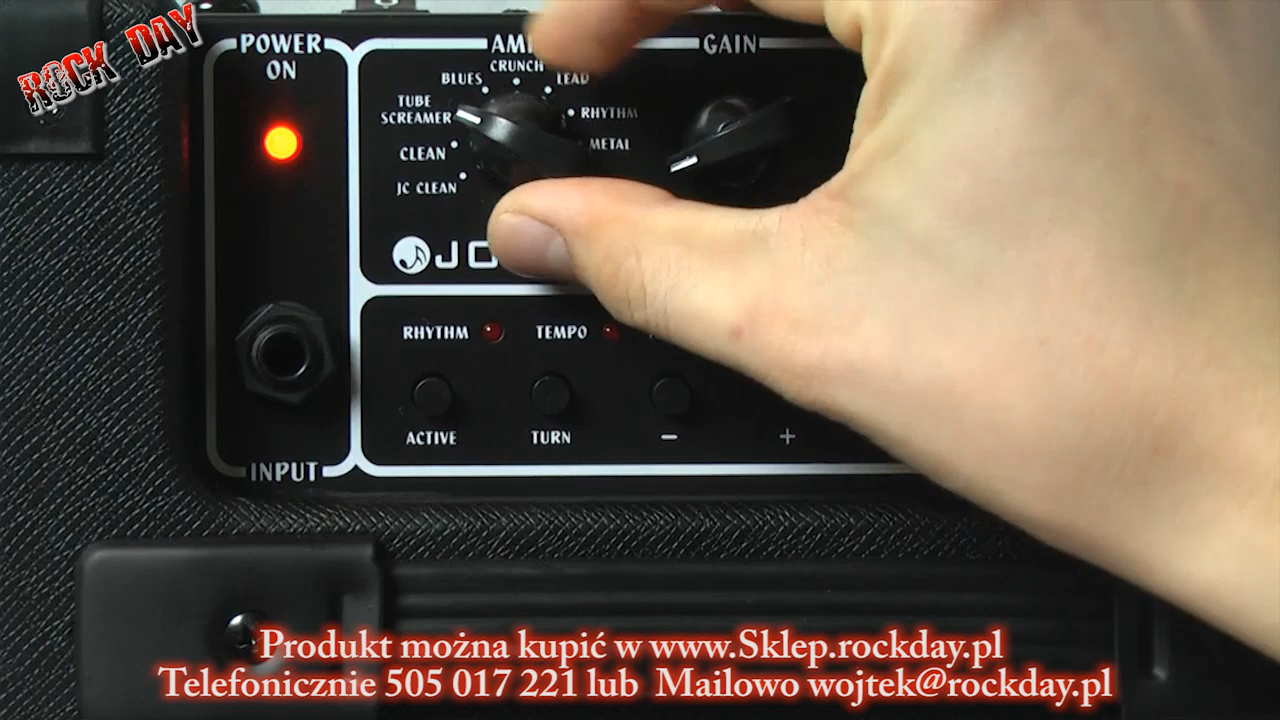 ROCK DAY
POWER
ON
GAIN
CRUNCH
BLUES
LEAD
TUBE
SCREAMER
RHYTHM
CLEAN
METAL
JC CLEAN
RHYTHM
TEMPO
ACTIVE
TURN
−
+
INPUT
Produkt można kupić w www.Sklep.rockday.pl
Telefonicznie 505 017 221 lub Mailowo wojtek@rockday.pl